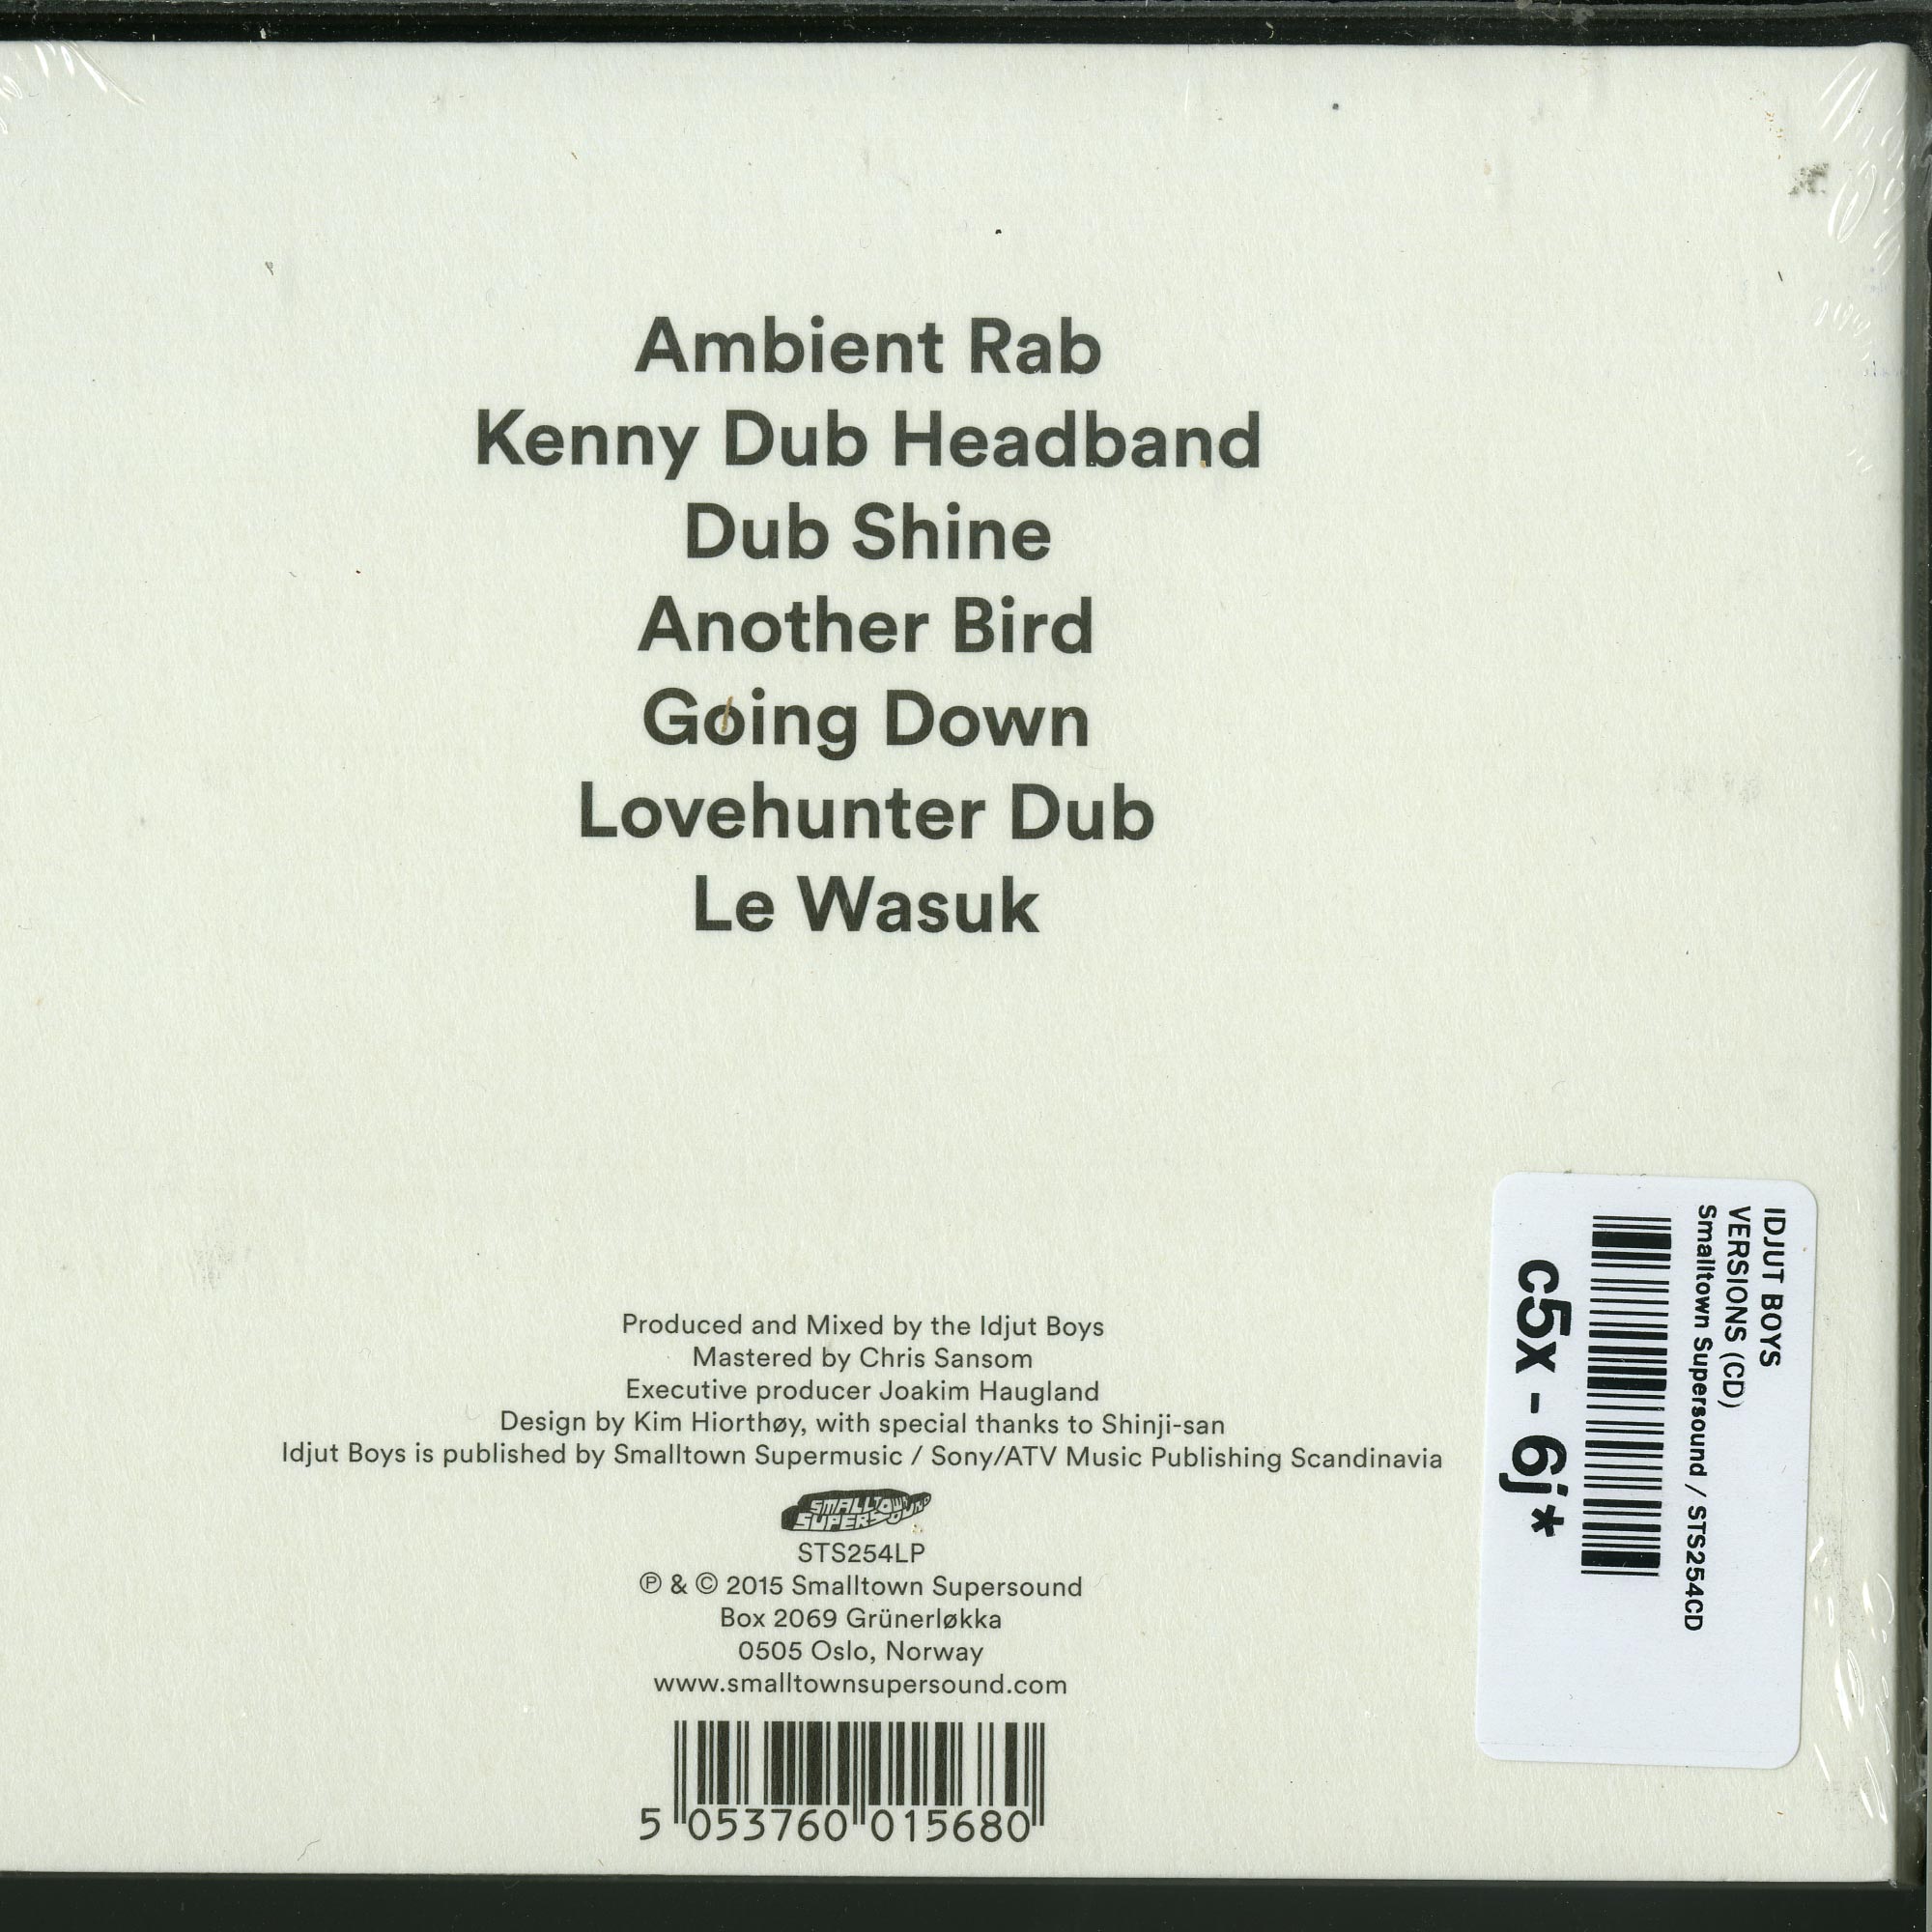 Ambient Rab
Kenny Dub Headband
Dub Shine
Another Bird
Going Down
Lovehunter Dub
Le Wasuk
Produced and Mixed by the Idjut Boys
Mastered by Chris Sansom
Executive producer Joakim Haugland
Design by Kim Hiorthøy, with special thanks to Shinji-san
Idjut Boys is published by Smalltown Supermusic / Sony/ATV Music Publishing Scandinavia
SMALLTOWN
SUPERSOUND
STS254LP
℗ & © 2015 Smalltown Supersound
Box 2069 Grünerløkka
0505 Oslo, Norway
www.smalltownsupersound.com
5 053760 015680
IDJUT BOYS
VERSIONS (CD)
Smalltown Supersound / STS254CD
c5x - 6j*